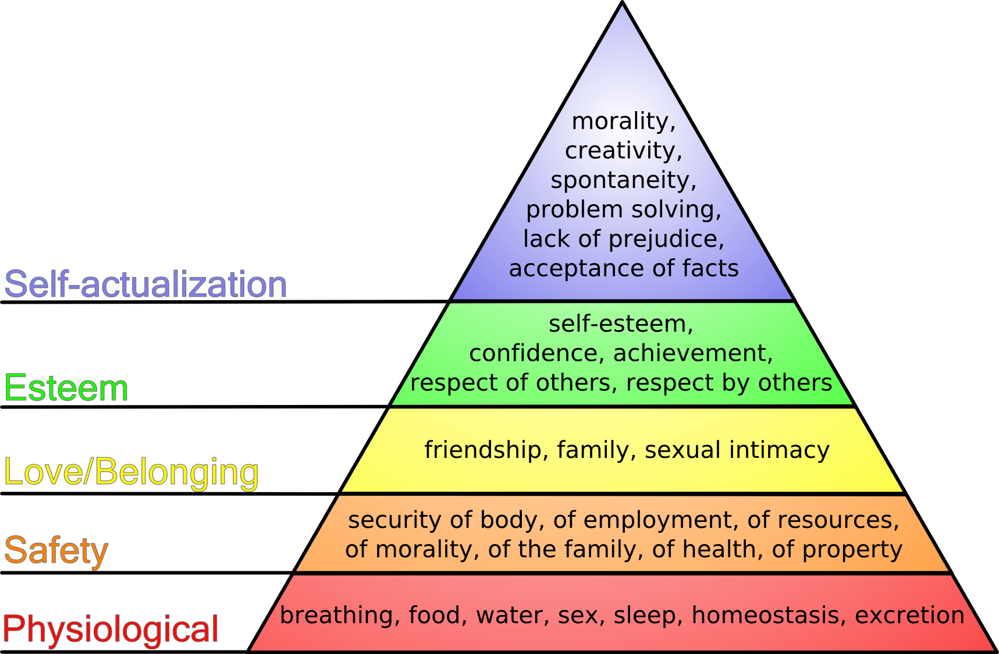 morality,
creativity,
spontaneity,
problem solving,
lack of prejudice,
acceptance of facts
Self-actualization
self-esteem,
confidence, achievement,
respect of others, respect by others
Esteem
friendship, family, sexual intimacy
Love/Belonging
security of body, of employment, of resources,
of morality, of the family, of health, of property
Safety
breathing, food, water, sex, sleep, homeostasis, excretion
Physiological